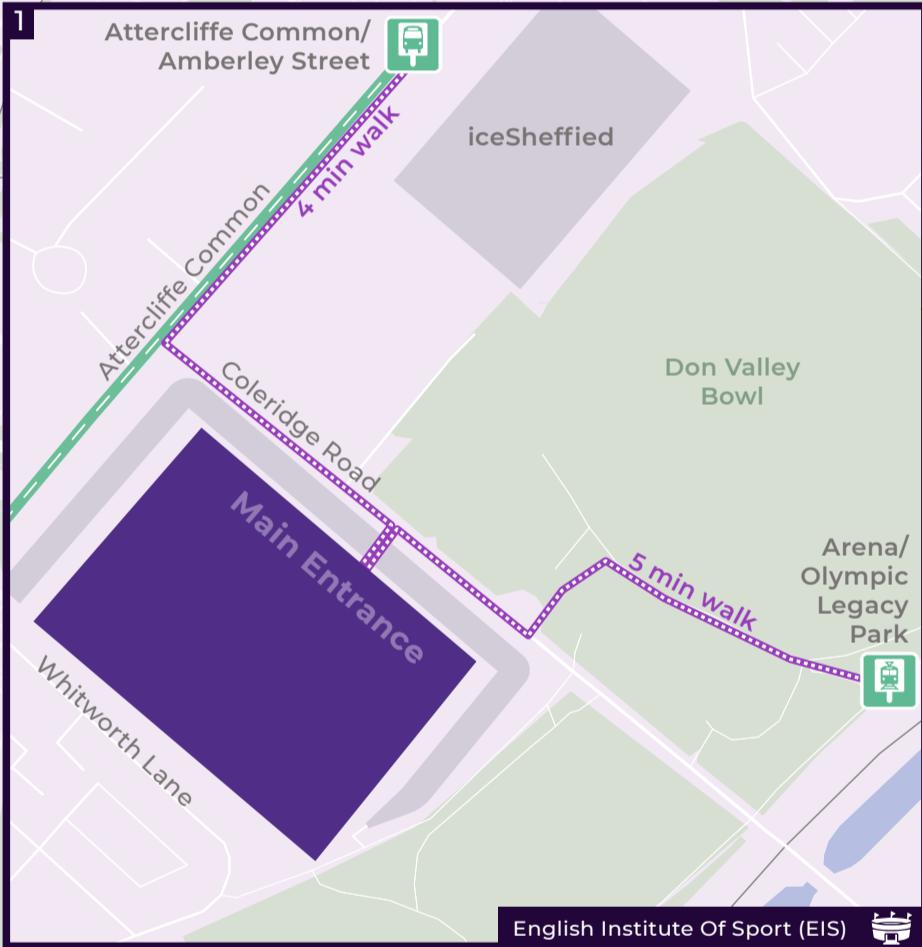 1
Attercliffe Common/
Amberley Street
iceSheffied
4 min walk
Attercliffe Common
Coleridge Road
Don Valley
Bowl
Main Entrance
Arena/
Olympic
Legacy
Park
5 min walk
Whitworth Lane
English Institute Of Sport (EIS)